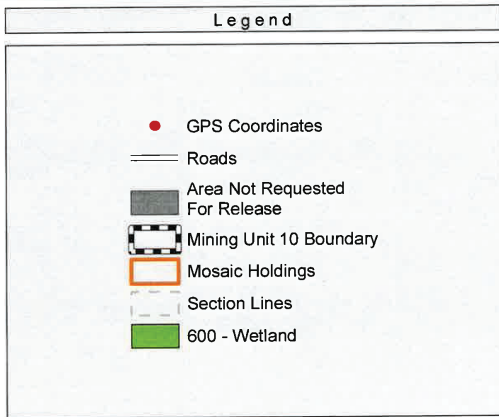 Legend
GPS Coordinates
Roads
Area Not Requested
For Release
Mining Unit 10 Boundary
Mosaic Holdings
Section Lines
600 - Wetland